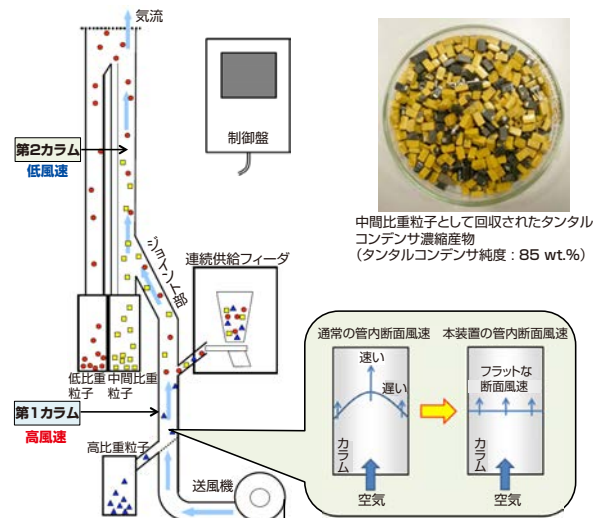 気流
制御盤
第2カラム
低風速
ジョイント部
連続供給フィーダ
中間比重粒子として回収されたタンタル
コンデンサ濃縮産物
（タンタルコンデンサ純度：85 wt.%）
低比重
粒子
中間比重
粒子
第1カラム
高風速
高比重粒子
送風機
通常の管内断面風速
本装置の管内断面風速
速い
遅い
カラム
空気
フラットな
断面風速
カラム
空気